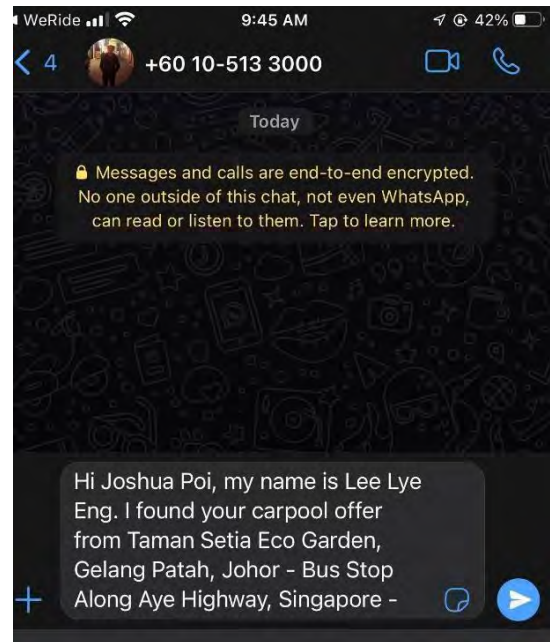 WeRide 9:45 AM 42%
4 +60 10-513 3000
Today
Messages and calls are end-to-end encrypted.
No one outside of this chat, not even WhatsApp,
can read or listen to them. Tap to learn more.
Hi Joshua Poi, my name is Lee Lye
Eng. I found your carpool offer
from Taman Setia Eco Garden,
Gelang Patah, Johor - Bus Stop
Along Aye Highway, Singapore -